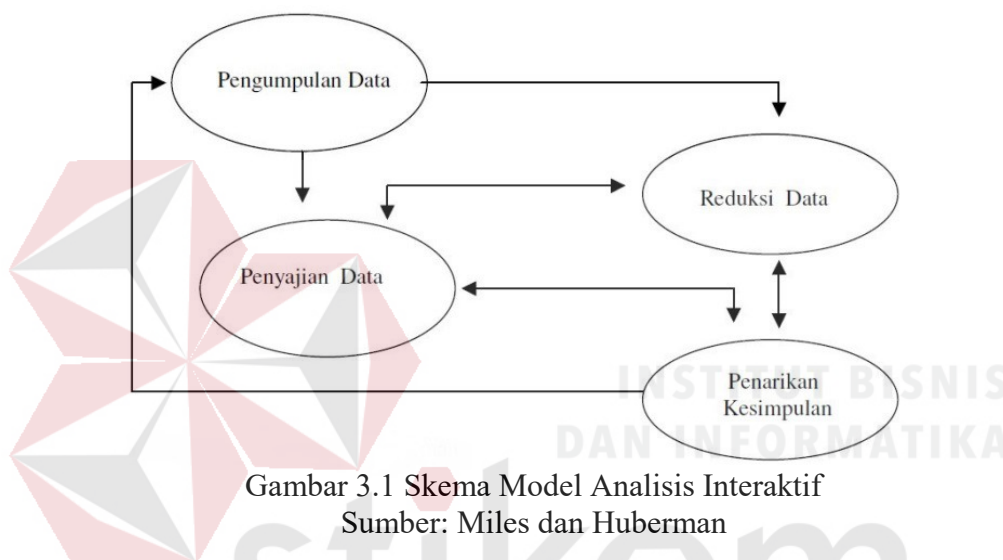 Pengumpulan Data
Reduksi Data
Penyajian Data
Penarikan
Kesimpulan
INSTITUT BISNIS
DAN INFORMATIKA
stikom
Gambar 3.1 Skema Model Analisis Interaktif
Sumber: Miles dan Huberman